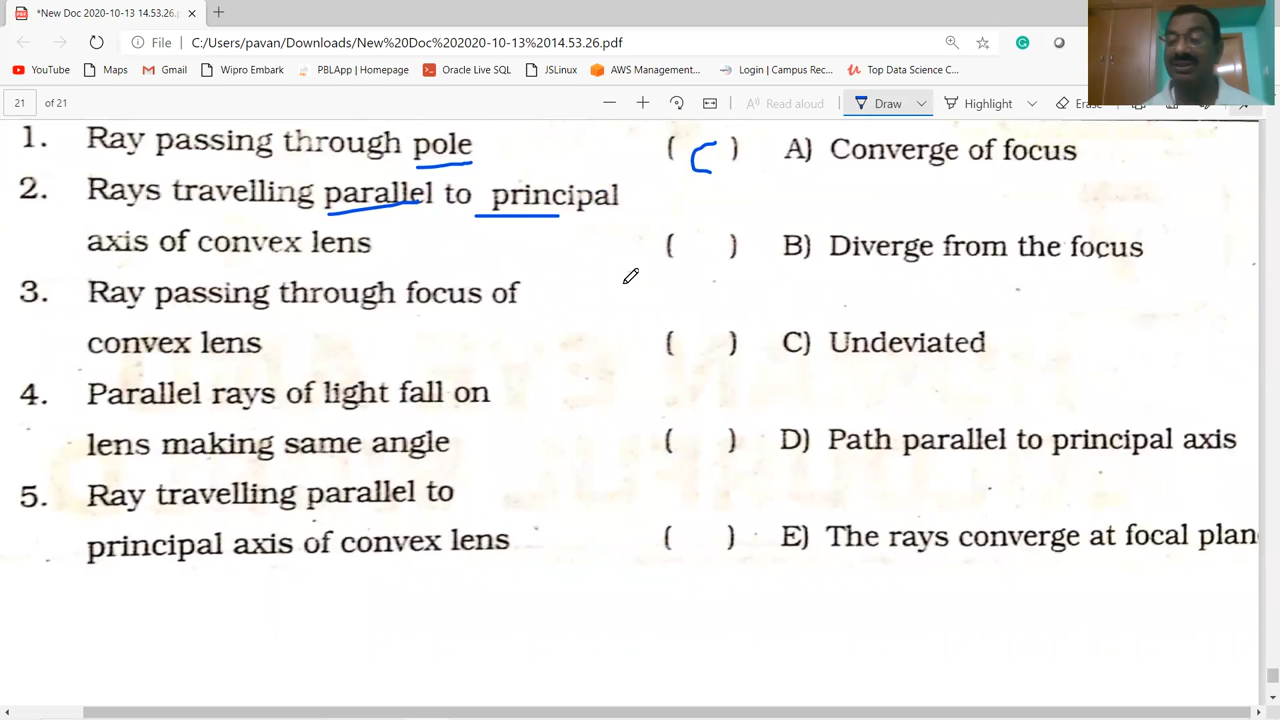 *New Doc 2020-10-13 14.53.26.p
File C:/Users/pavan/Downloads/New%20Doc%202020-10-13%2014.53.26.pdf
YouTube Maps Gmail Wipro Embark PBLApp | Homepage Oracle Live SQL JSLinux AWS Management... Login | Campus Rec... Top Data Science C...
21 of 21 Read aloud Draw Highlight Erase
1. Ray passing through pole ( C ) A) Converge of focus
2. Rays travelling parallel to principal
axis of convex lens ( ) B) Diverge from the focus
3. Ray passing through focus of
convex lens ( ) C) Undeviated
4. Parallel rays of light fall on
lens making same angle ( ) D) Path parallel to principal axis
5. Ray travelling parallel to
principal axis of convex lens ( ) E) The rays converge at focal plan